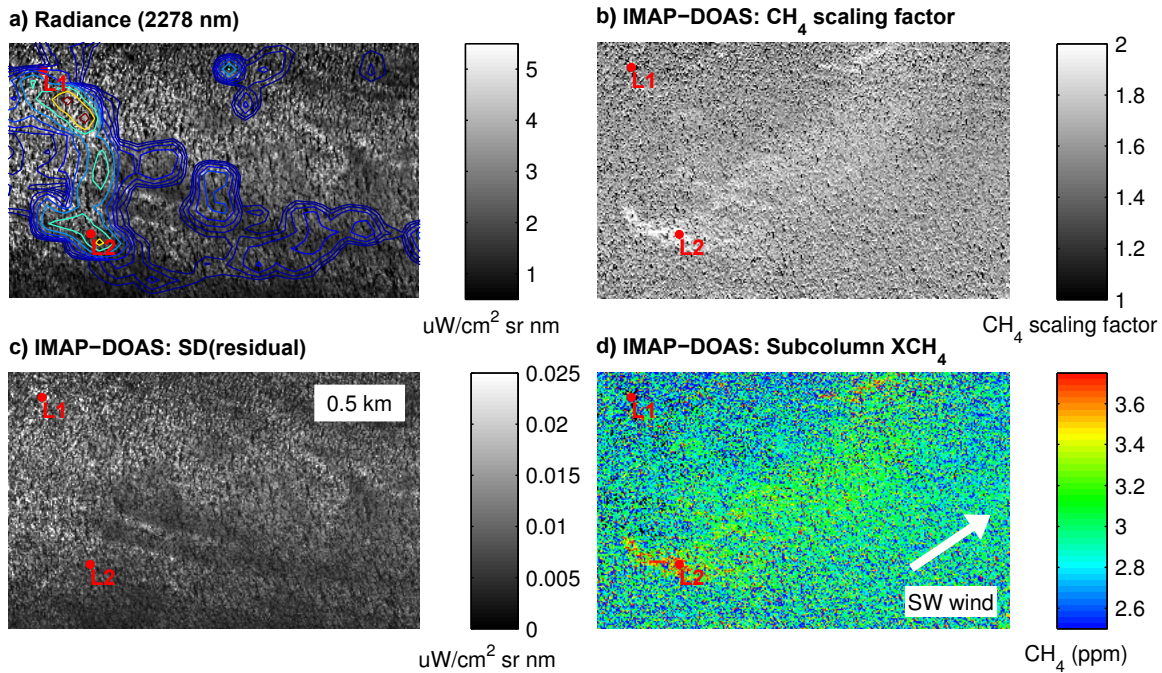 a) Radiance (2278 nm)
L1
L2
5
4
3
2
1
uW/cm² sr nm
b) IMAP−DOAS: CH₄ scaling factor
L1
L2
2
1.8
1.6
1.4
1.2
1
CH₄ scaling factor
c) IMAP−DOAS: SD(residual)
0.5 km
L1
L2
0.025
0.02
0.015
0.01
0.005
0
uW/cm² sr nm
d) IMAP−DOAS: Subcolumn XCH₄
L1
L2
SW wind
3.6
3.4
3.2
3
2.8
2.6
CH₄ (ppm)